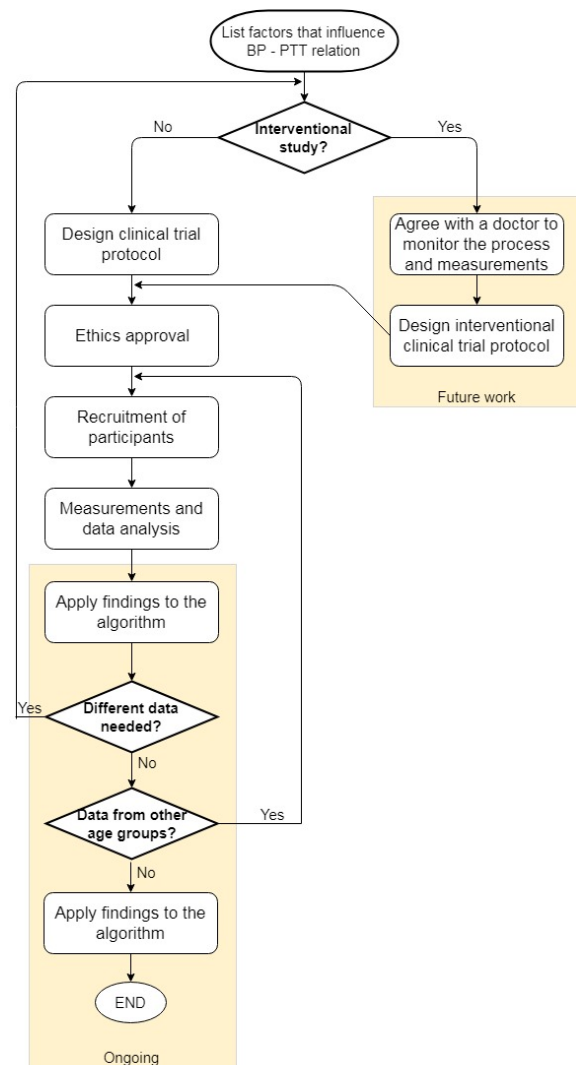 List factors that influence
BP - PTT relation
No
Interventional
study?
Yes
Design clinical trial
protocol
Agree with a doctor to
monitor the process
and measurements
Ethics approval
Design interventional
clinical trial protocol
Future work
Recruitment of
participants
Measurements and
data analysis
Apply findings to the
algorithm
Yes
Different data
needed?
No
Data from other
age groups?
Yes
No
Apply findings to the
algorithm
END
Ongoing